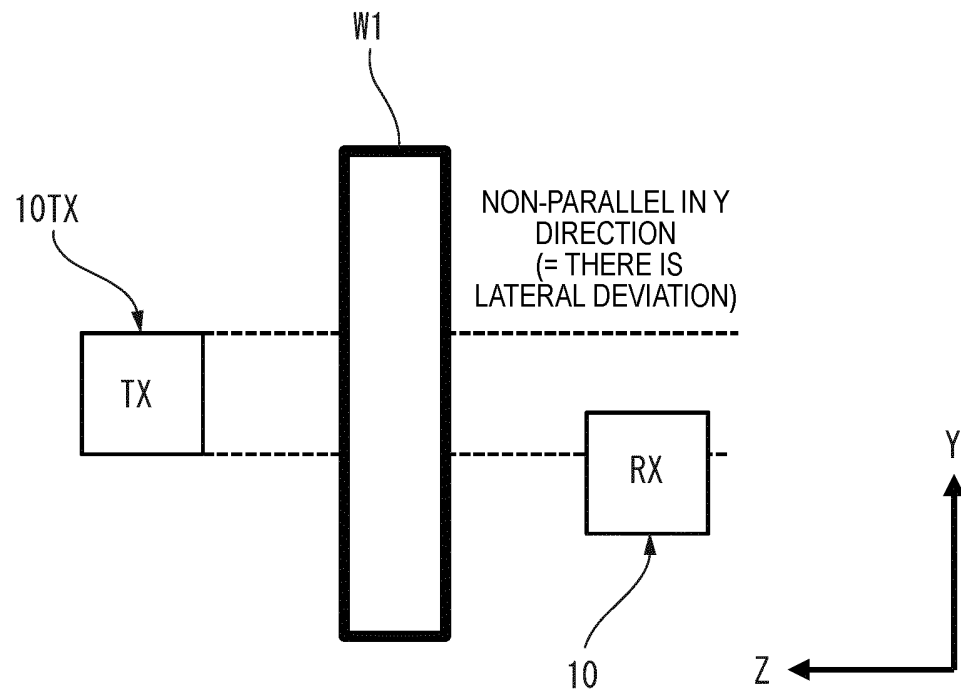 W1
10TX
NON-PARALLEL IN Y
DIRECTION
(= THERE IS
LATERAL DEVIATION)
TX
RX
Y
10
Z